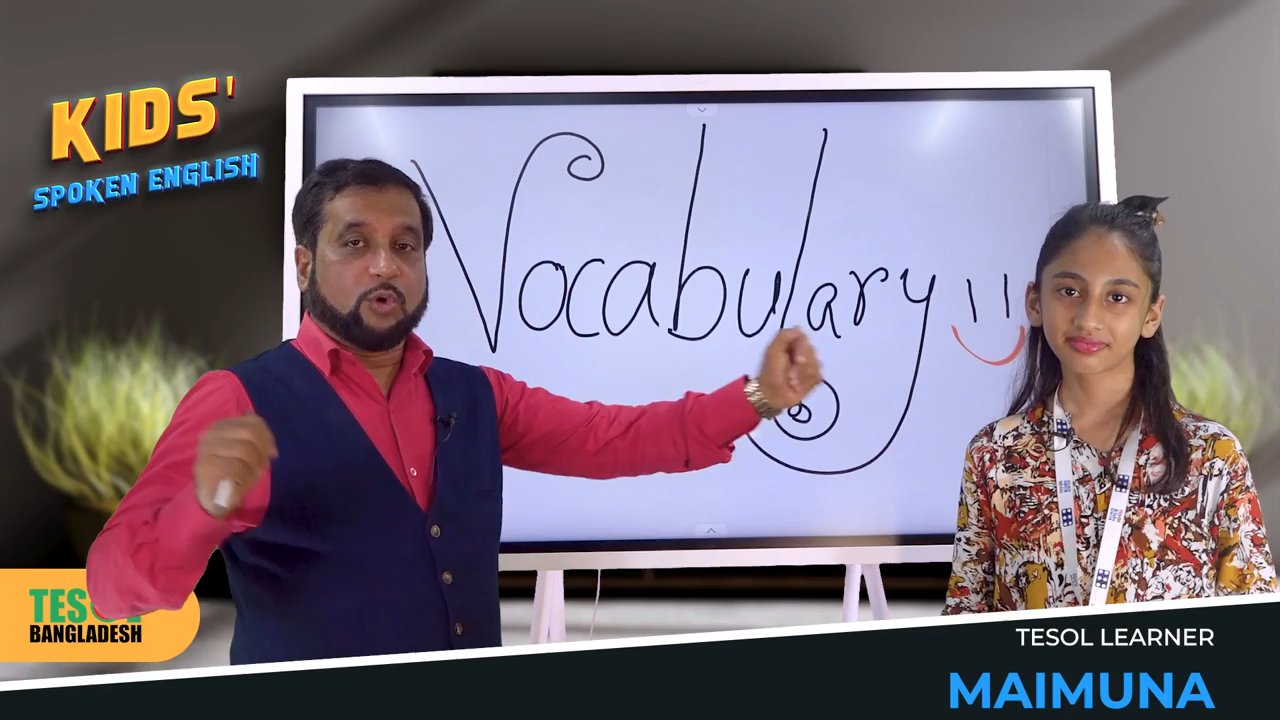 KIDS'
SPOKEN ENGLISH
Vocabulary
TESOL
BANGLADESH
TESOL LEARNER
MAIMUNA